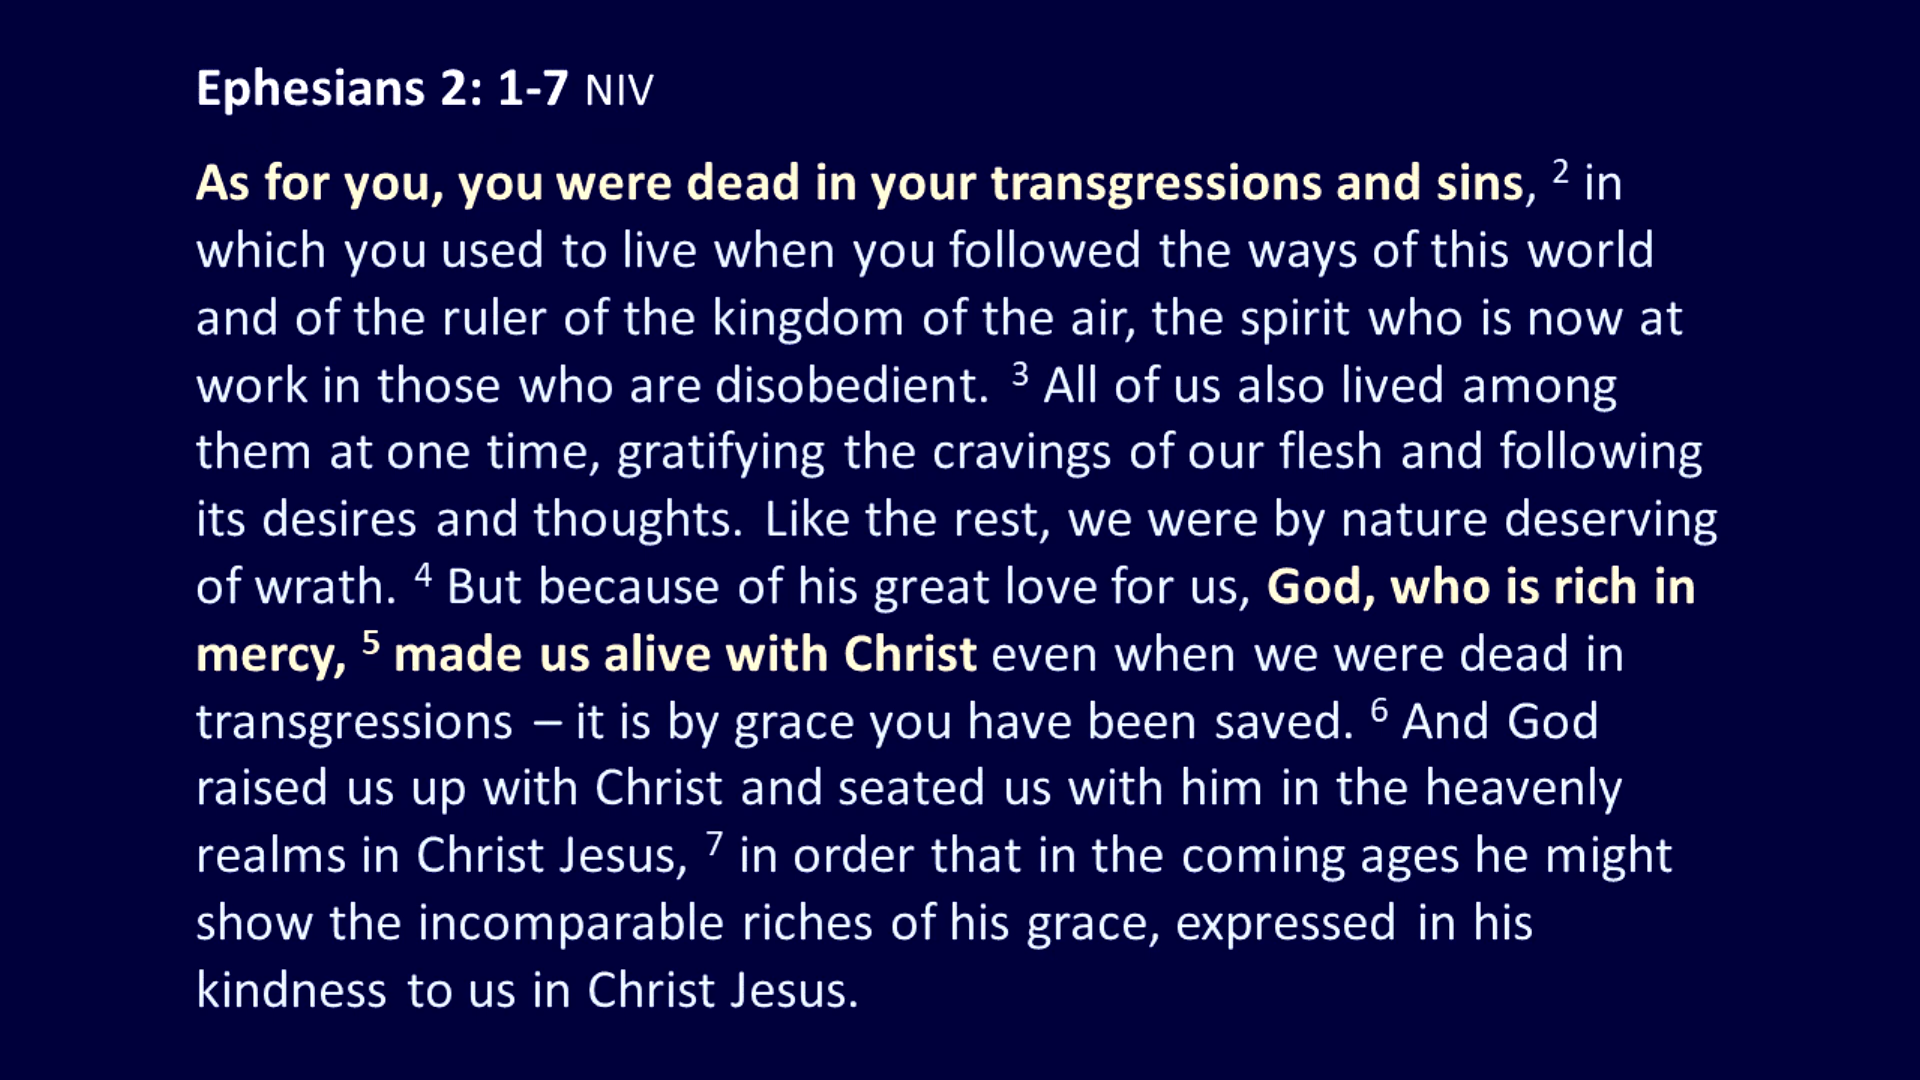 Ephesians 2: 1-7 NIV
As for you, you were dead in your transgressions and sins, ² in
which you used to live when you followed the ways of this world
and of the ruler of the kingdom of the air, the spirit who is now at
work in those who are disobedient. ³ All of us also lived among
them at one time, gratifying the cravings of our flesh and following
its desires and thoughts. Like the rest, we were by nature deserving
of wrath. ⁴ But because of his great love for us, God, who is rich in
mercy, ⁵ made us alive with Christ even when we were dead in
transgressions – it is by grace you have been saved. ⁶ And God
raised us up with Christ and seated us with him in the heavenly
realms in Christ Jesus, ⁷ in order that in the coming ages he might
show the incomparable riches of his grace, expressed in his
kindness to us in Christ Jesus.